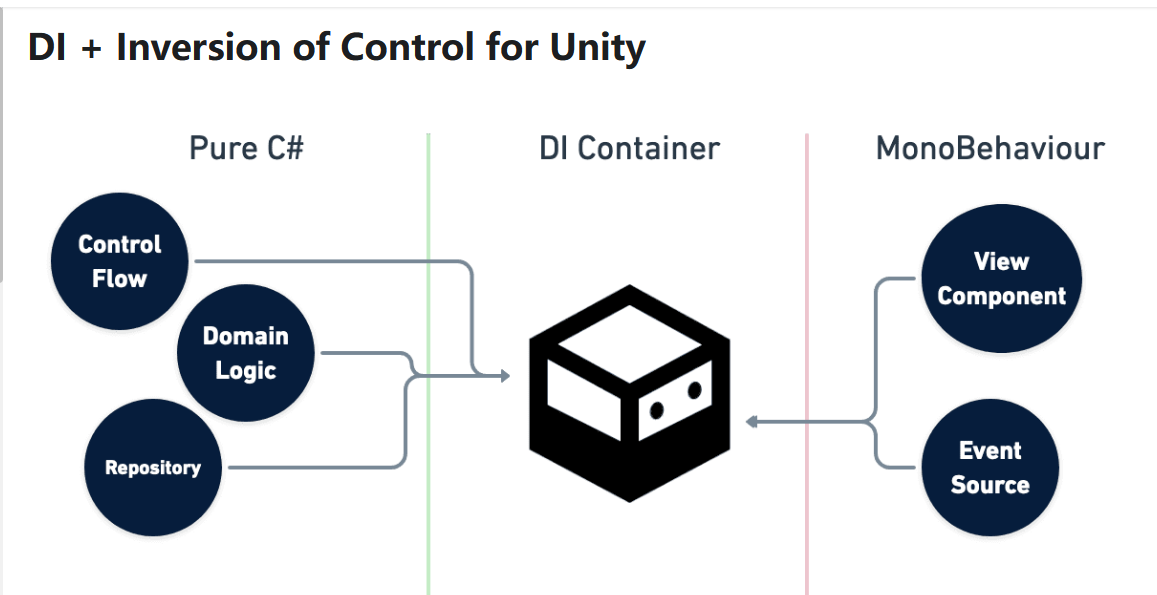 DI + Inversion of Control for Unity
Pure C#
DI Container
MonoBehaviour
Control
Flow
Domain
Logic
Repository
View
Component
Event
Source